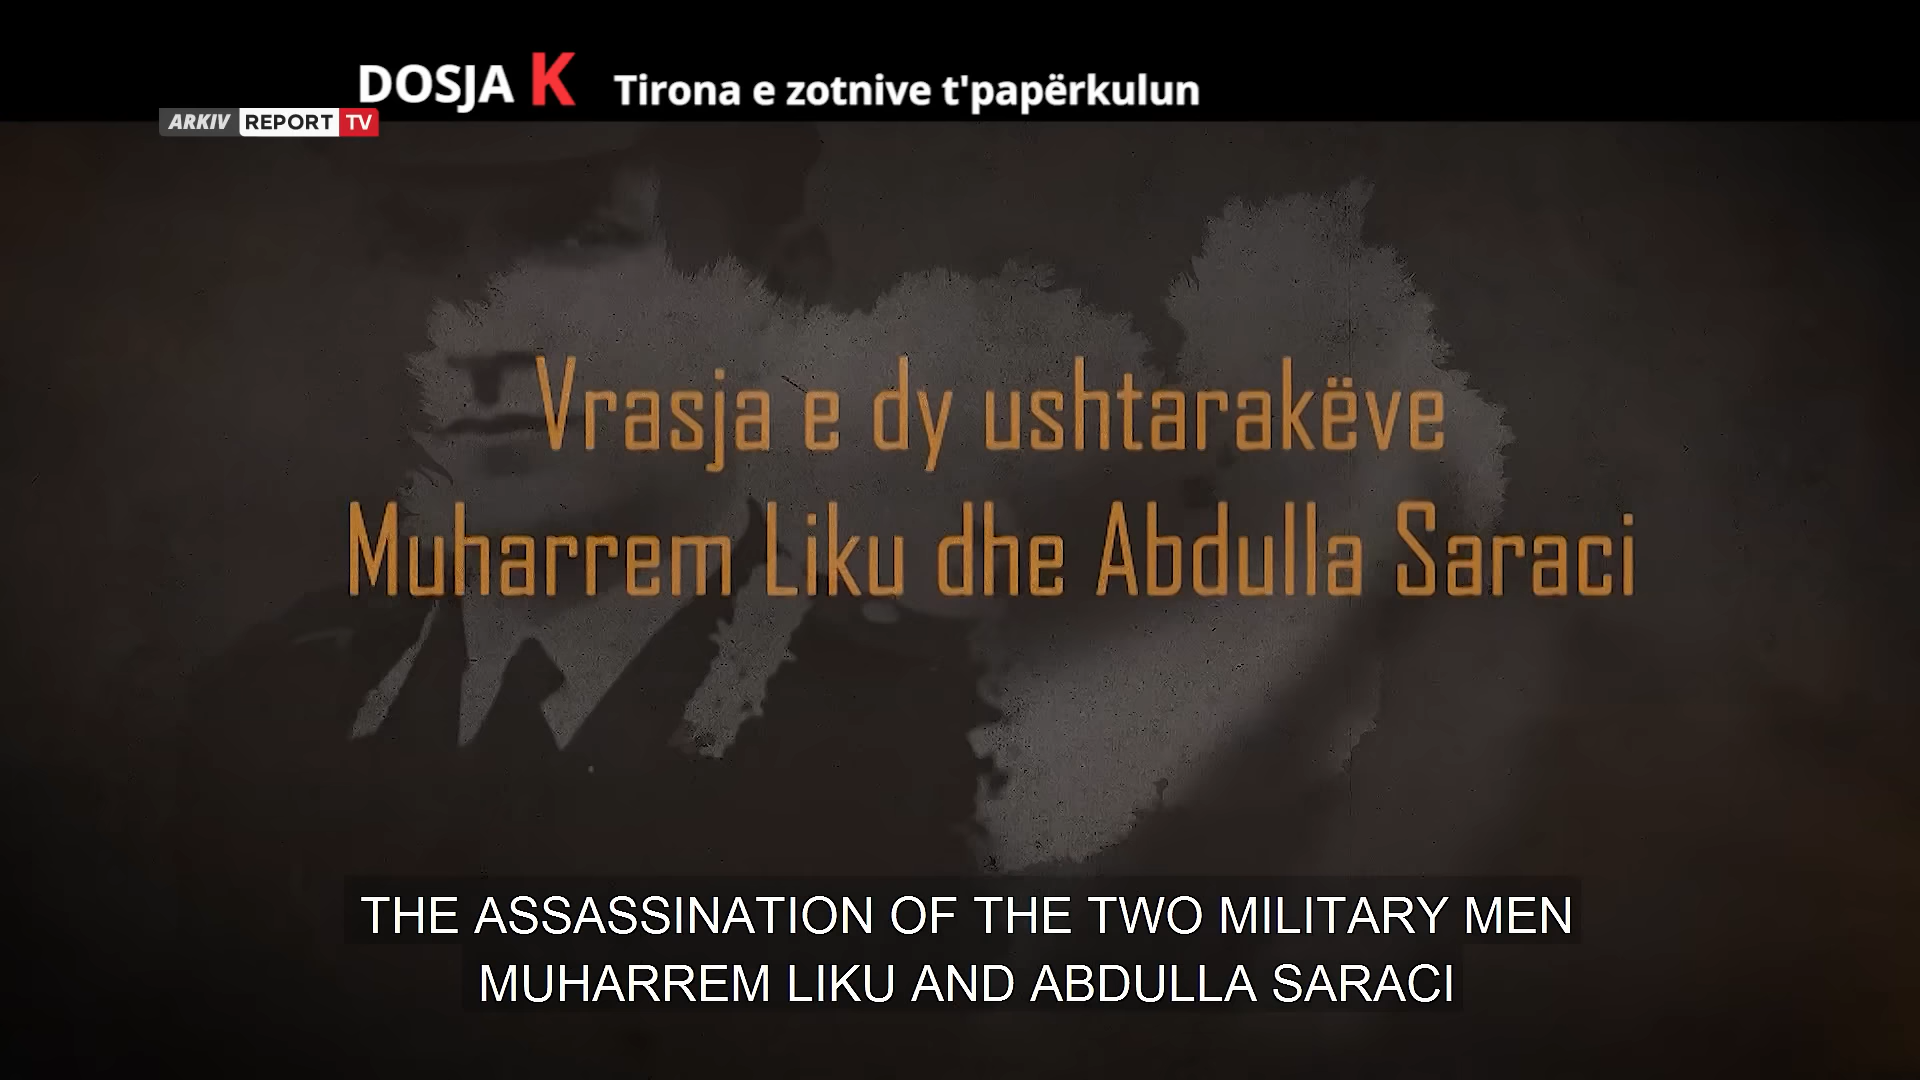 DOSJA K Tirona e zotnive t'papërkulun
ARKIV REPORT TV
Vrasja e dy ushtarakëve
Muharrem Liku dhe Abdulla Saraci
THE ASSASSINATION OF THE TWO MILITARY MEN
MUHARREM LIKU AND ABDULLA SARACI